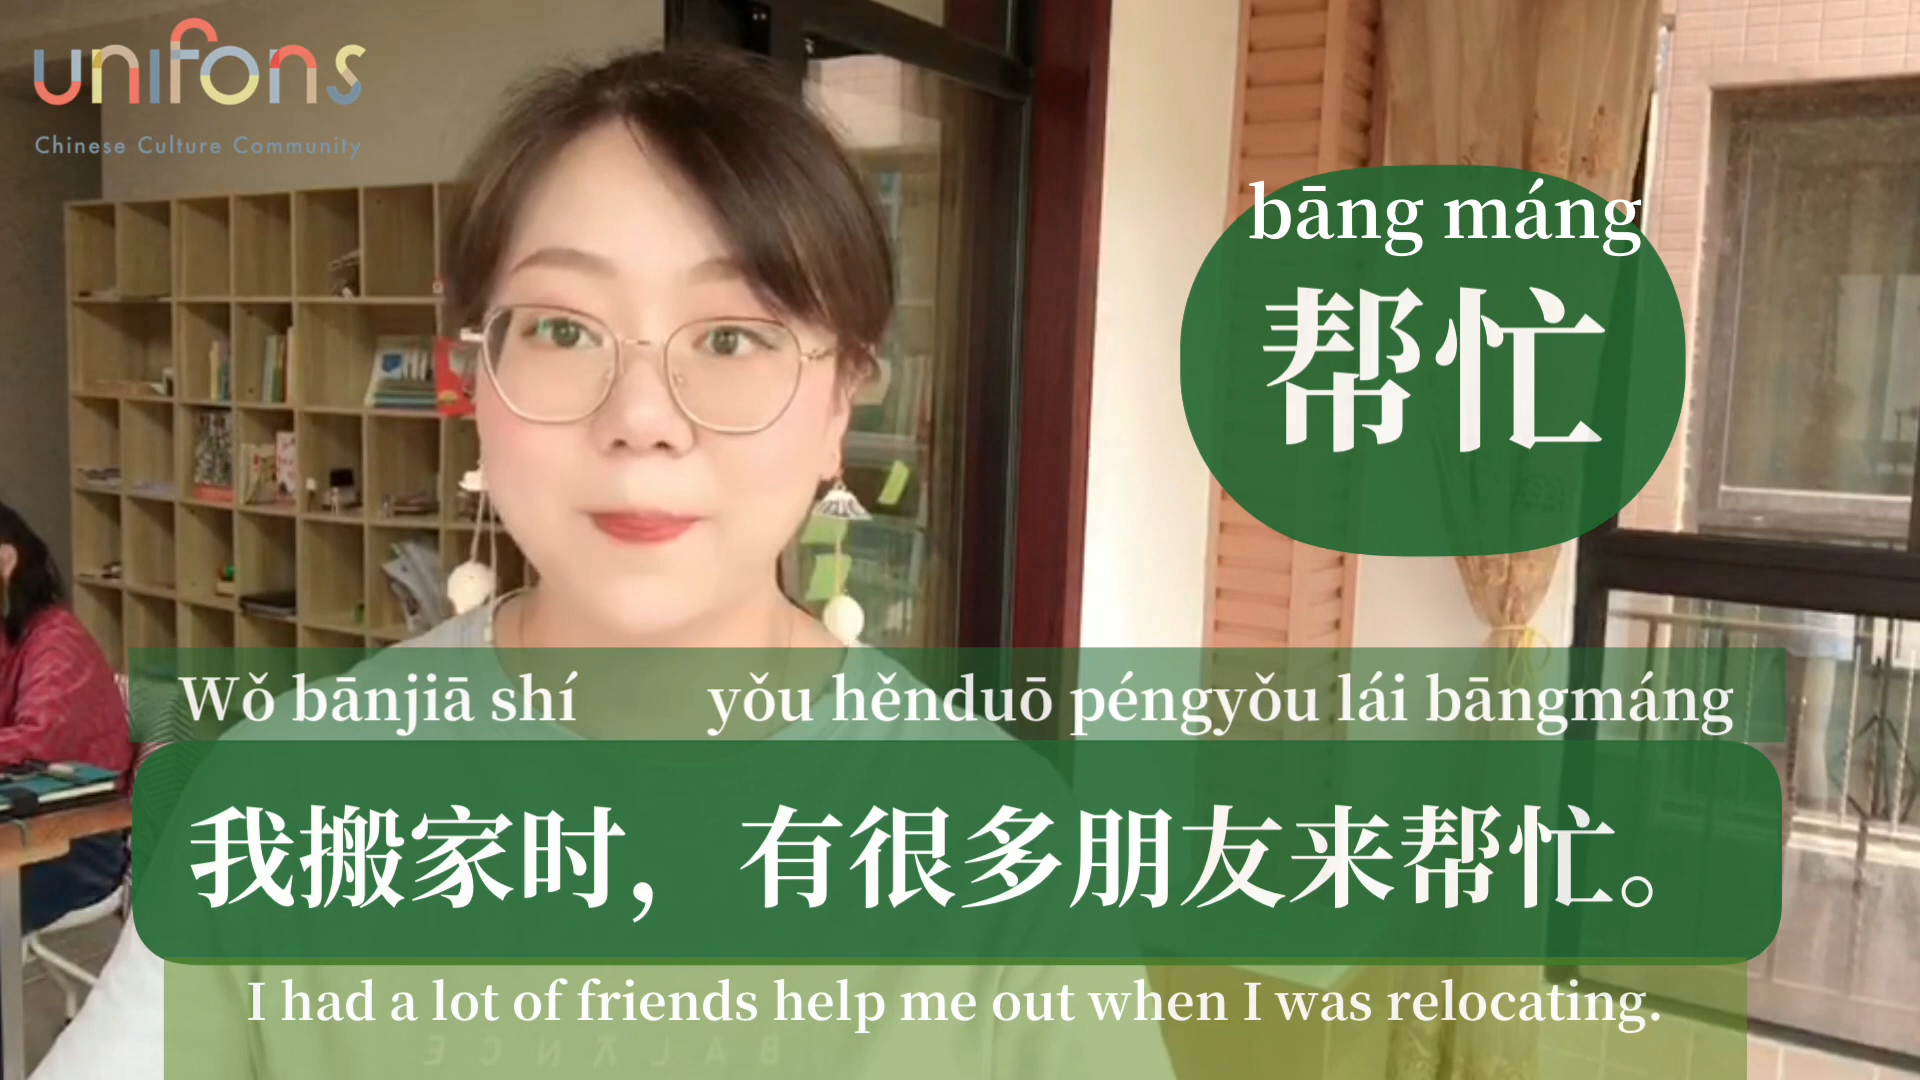 unifons
Chinese Culture Community
bāng máng
帮忙
Wǒ bānjiā shí yǒu hěnduō péngyǒu lái bāngmáng
我搬家时，有很多朋友来帮忙。
I had a lot of friends help me out when I was relocating.